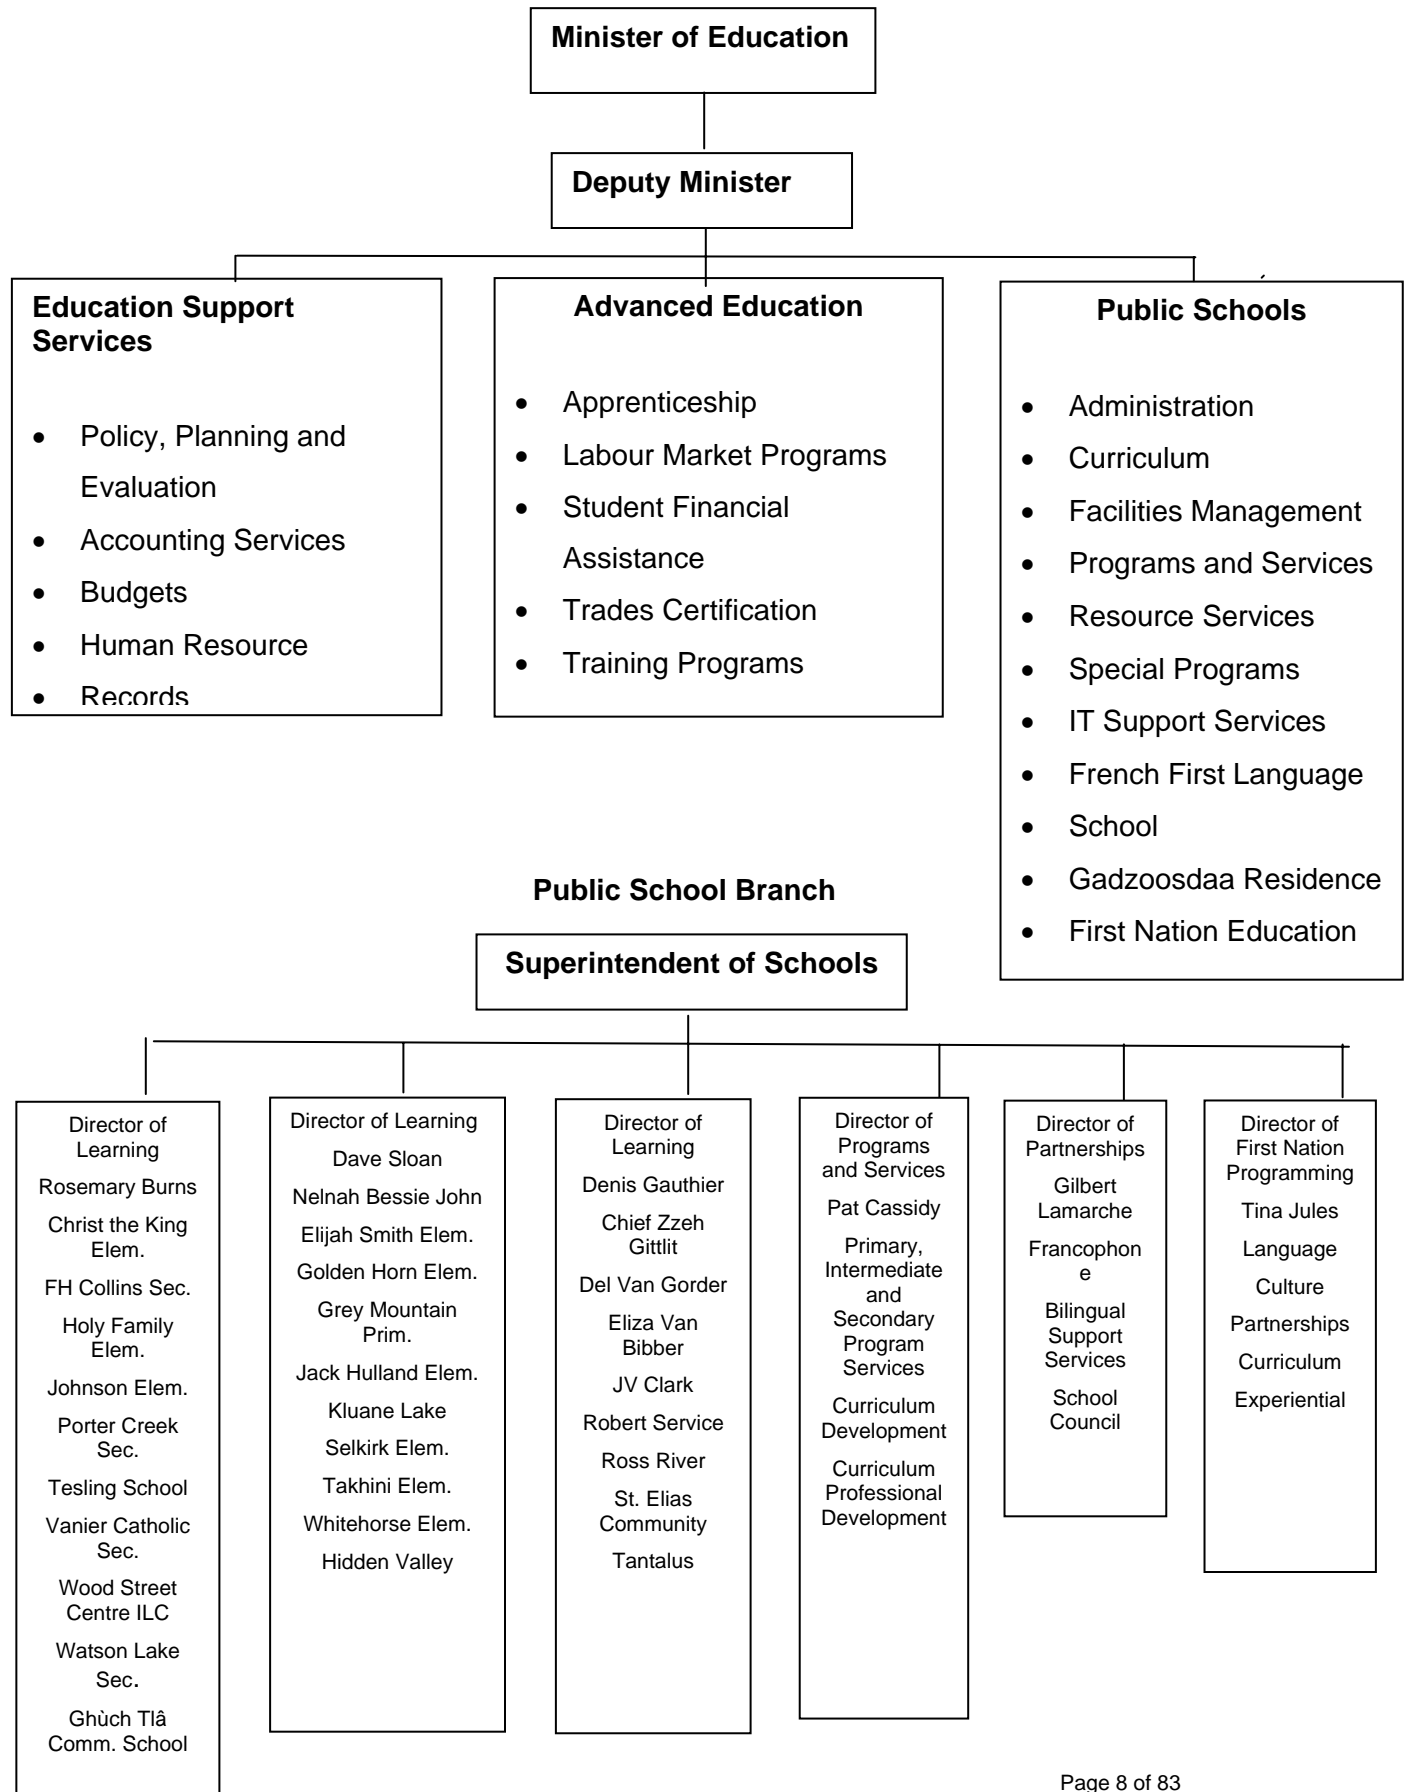 Minister of Education
Deputy Minister
Education Support
Services
• Policy, Planning and
Evaluation
• Accounting Services
• Budgets
• Human Resource
• Records
Advanced Education
• Apprenticeship
• Labour Market Programs
• Student Financial
Assistance
• Trades Certification
• Training Programs
Public Schools
• Administration
• Curriculum
• Facilities Management
• Programs and Services
• Resource Services
• Special Programs
• IT Support Services
• French First Language
• School
• Gadzoosdaa Residence
• First Nation Education
Public School Branch
Superintendent of Schools
Director of
Learning
Rosemary Burns
Christ the King
Elem.
FH Collins Sec.
Holy Family
Elem.
Johnson Elem.
Porter Creek
Sec.
Tesling School
Vanier Catholic
Sec.
Wood Street
Centre ILC
Watson Lake
Sec.
Ghùch Tlâ
Comm. School
Director of Learning
Dave Sloan
Nelnah Bessie John
Elijah Smith Elem.
Golden Horn Elem.
Grey Mountain
Prim.
Jack Hulland Elem.
Kluane Lake
Selkirk Elem.
Takhini Elem.
Whitehorse Elem.
Hidden Valley
Director of
Learning
Denis Gauthier
Chief Zzeh
Gittlit
Del Van Gorder
Eliza Van
Bibber
JV Clark
Robert Service
Ross River
St. Elias
Community
Tantalus
Director of
Programs
and Services
Pat Cassidy
Primary,
Intermediate
and
Secondary
Program
Services
Curriculum
Development
Curriculum
Professional
Development
Director of
Partnerships
Gilbert
Lamarche
Francophon
e
Bilingual
Support
Services
School
Council
Director of
First Nation
Programming
Tina Jules
Language
Culture
Partnerships
Curriculum
Experiential
Page 8 of 83